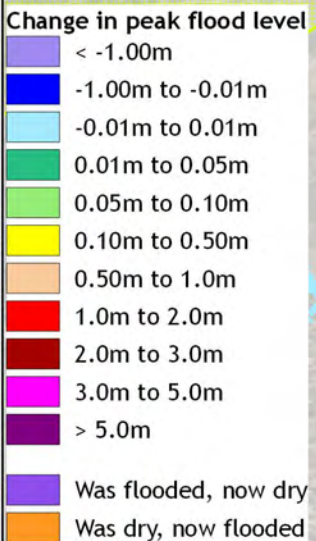 Change in peak flood level
< -1.00m
-1.00m to -0.01m
-0.01m to 0.01m
0.01m to 0.05m
0.05m to 0.10m
0.10m to 0.50m
0.50m to 1.0m
1.0m to 2.0m
2.0m to 3.0m
3.0m to 5.0m
> 5.0m
Was flooded, now dry
Was dry, now flooded